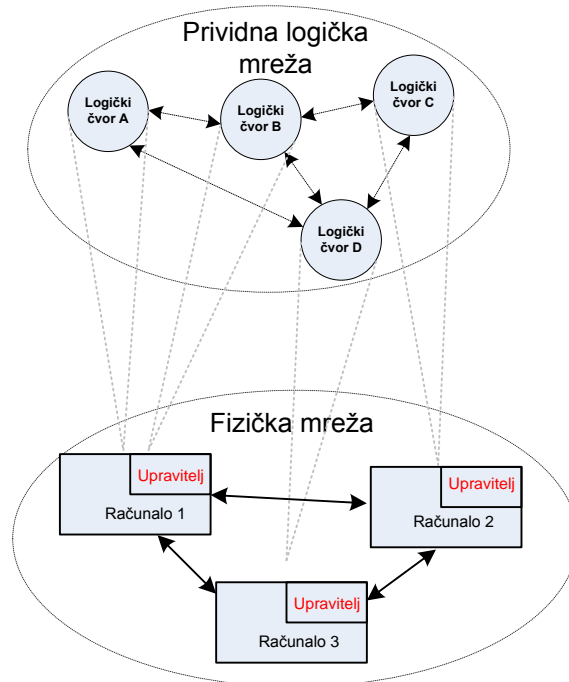 Prividna logička
mreža
Logički
čvor A
Logički
čvor B
Logički
čvor C
Logički
čvor D
Fizička mreža
Upravitelj
Računalo 1
Upravitelj
Računalo 2
Upravitelj
Računalo 3